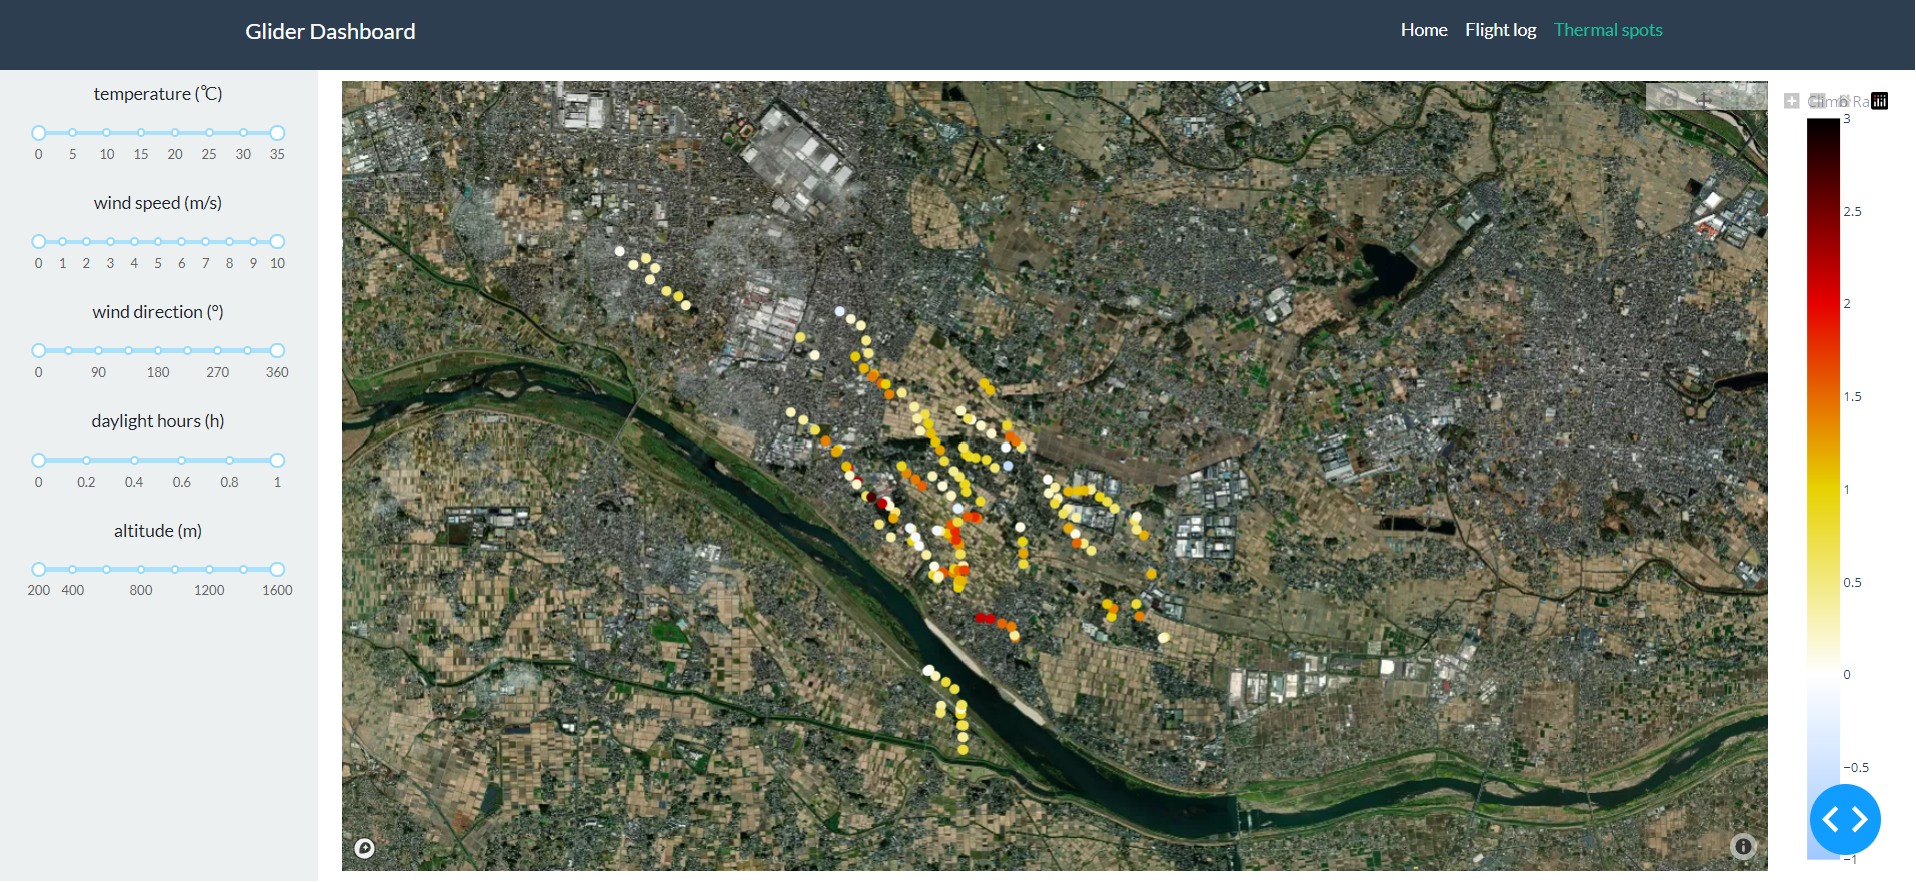 Glider Dashboard
Home Flight log Thermal spots
temperature (℃)
0 5 10 15 20 25 30 35
wind speed (m/s)
0 1 2 3 4 5 6 7 8 9 10
wind direction (°)
0 90 180 270 360
daylight hours (h)
0 0.2 0.4 0.6 0.8 1
altitude (m)
200 400 800 1200 1600
Climb Ra
3
2.5
2
1.5
1
0.5
0
−0.5
−1